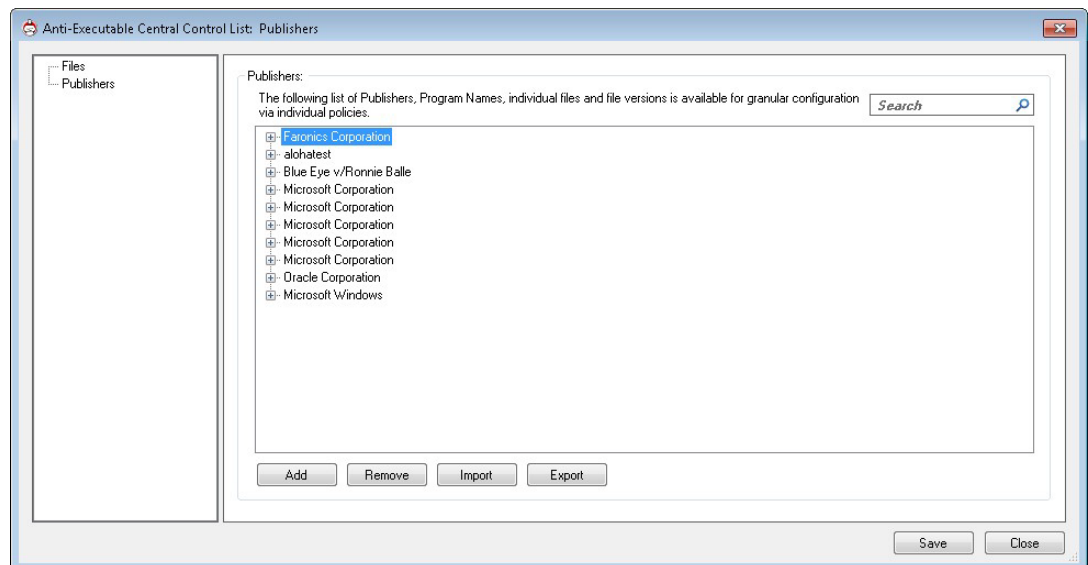 Anti-Executable Central Control List: Publishers
Files
Publishers
Publishers:
The following list of Publishers, Program Names, individual files and file versions is available for granular configuration
via individual policies.
Search
Faronics Corporation
alohatest
Blue Eye v/Ronnie Balle
Microsoft Corporation
Microsoft Corporation
Microsoft Corporation
Microsoft Corporation
Microsoft Corporation
Oracle Corporation
Microsoft Windows
Add Remove Import Export
Save Close